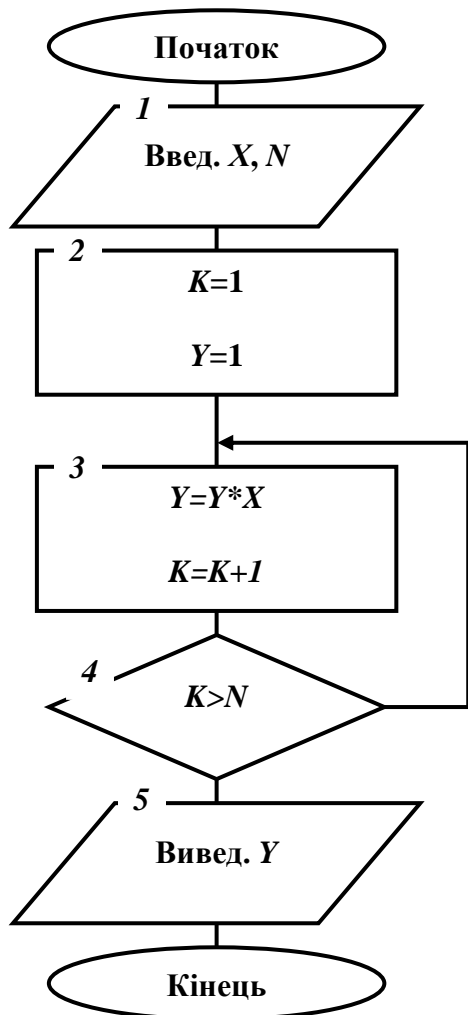 Початок
1
Введ. X, N
2
K=1
Y=1
3
Y=Y*X
K=K+1
4
K>N
5
Вивед. Y
Кінець